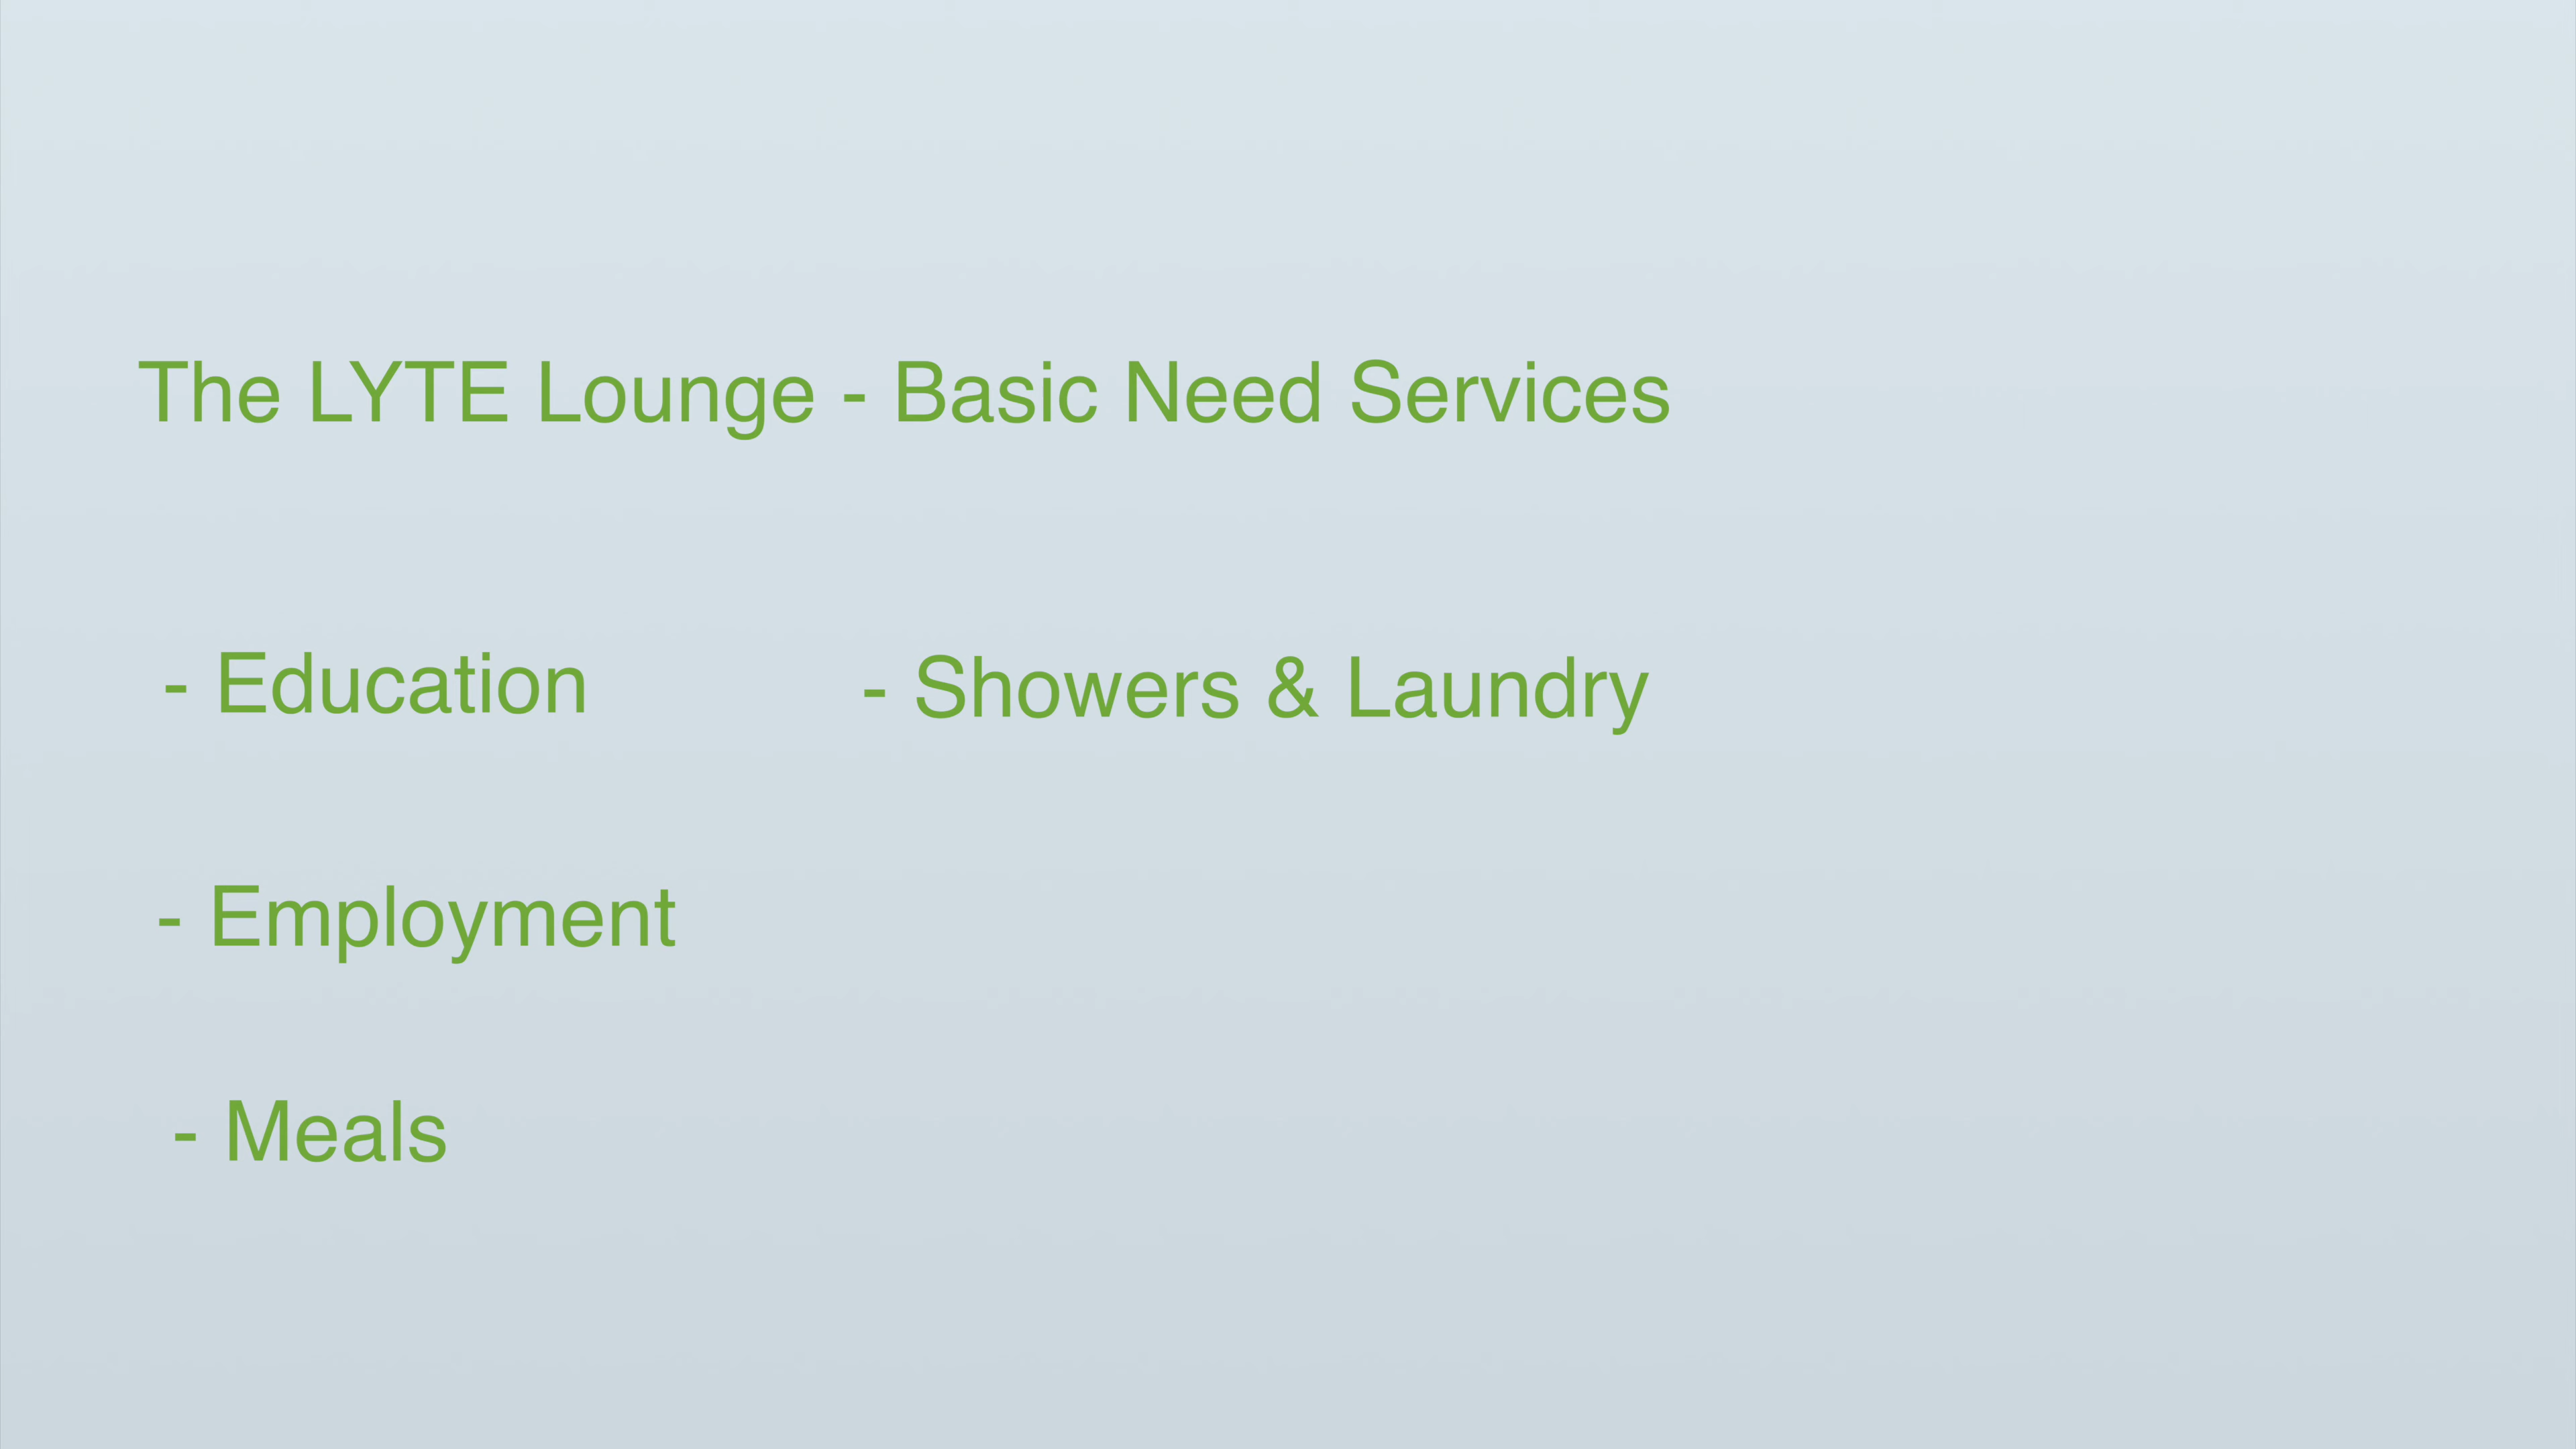 The LYTE Lounge - Basic Need Services
- Education
- Employment
- Meals
- Showers & Laundry